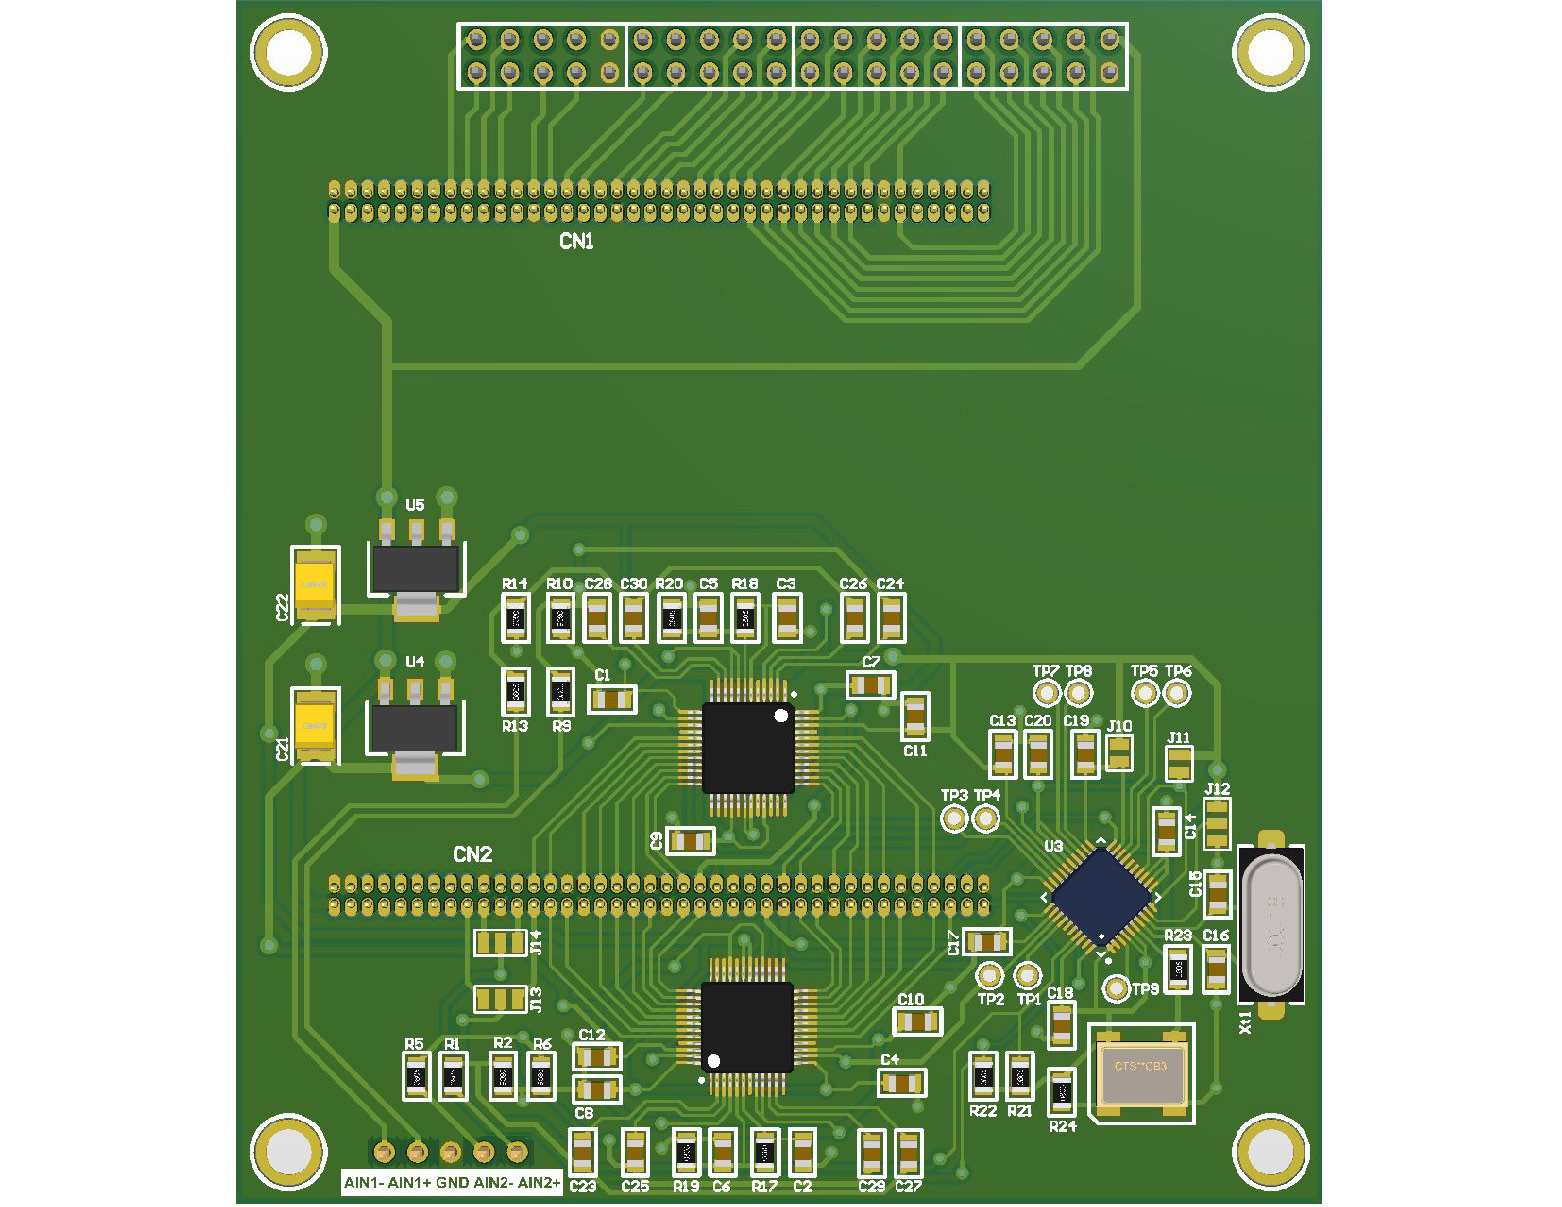 CN1
U5
C22
R14 R10 C28 C30 R20 C5 R18 C3 C26 C24
U4
C1
C7
TP7 TP8 TP5 TP6
C21
R13 R9
C11
C13 C20 C19 J10
J11
TP3 TP4
J12
C9
C14
CN2
U3
C15
J14
C17
R23 C16
J13
TP2 TP1
TP9
C18
C10
Xt1
C12
R5 R1 R2 R6
C4
CTS**CB3
C8
R22 R21
R24
AIN1- AIN1+ GND AIN2- AIN2+
C23 C25 R19 C6 R17 C2 C29 C27